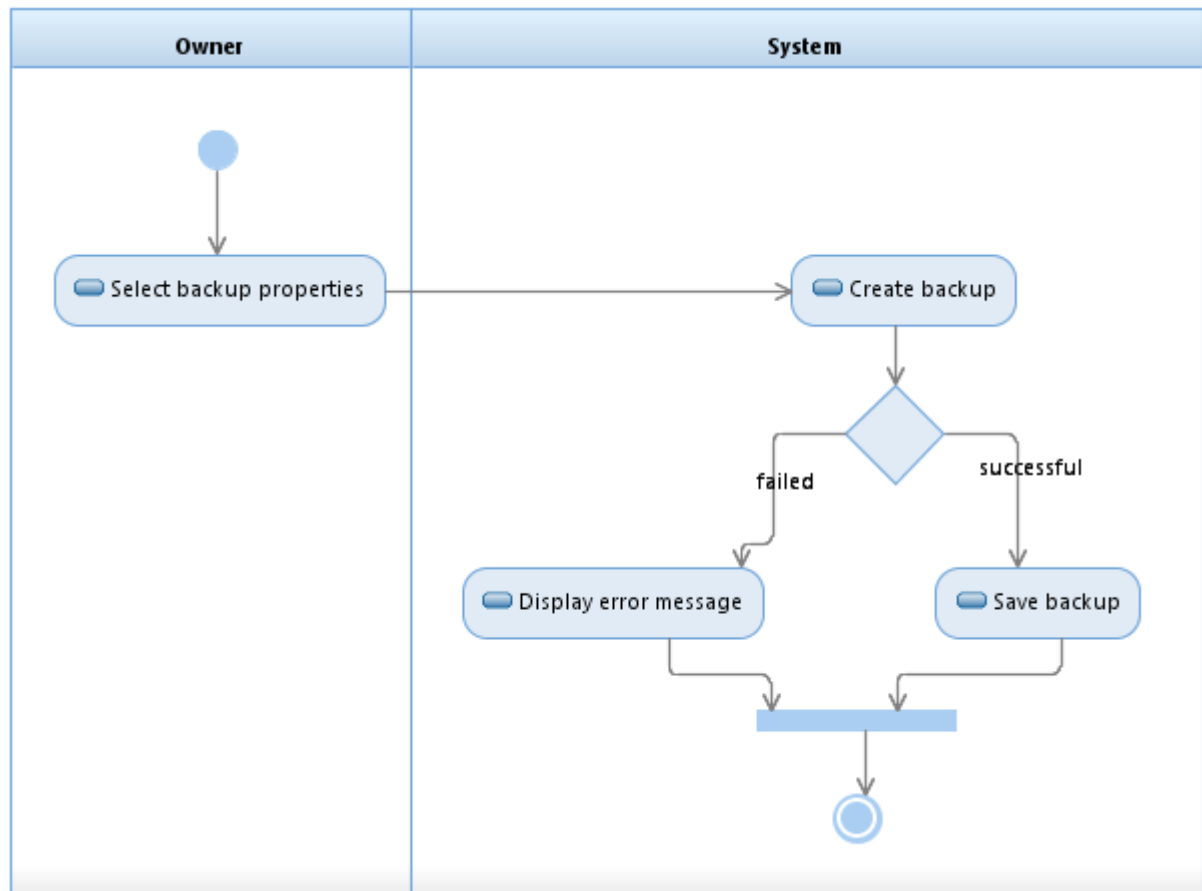 Owner
System
Select backup properties
Create backup
failed
successful
Display error message
Save backup